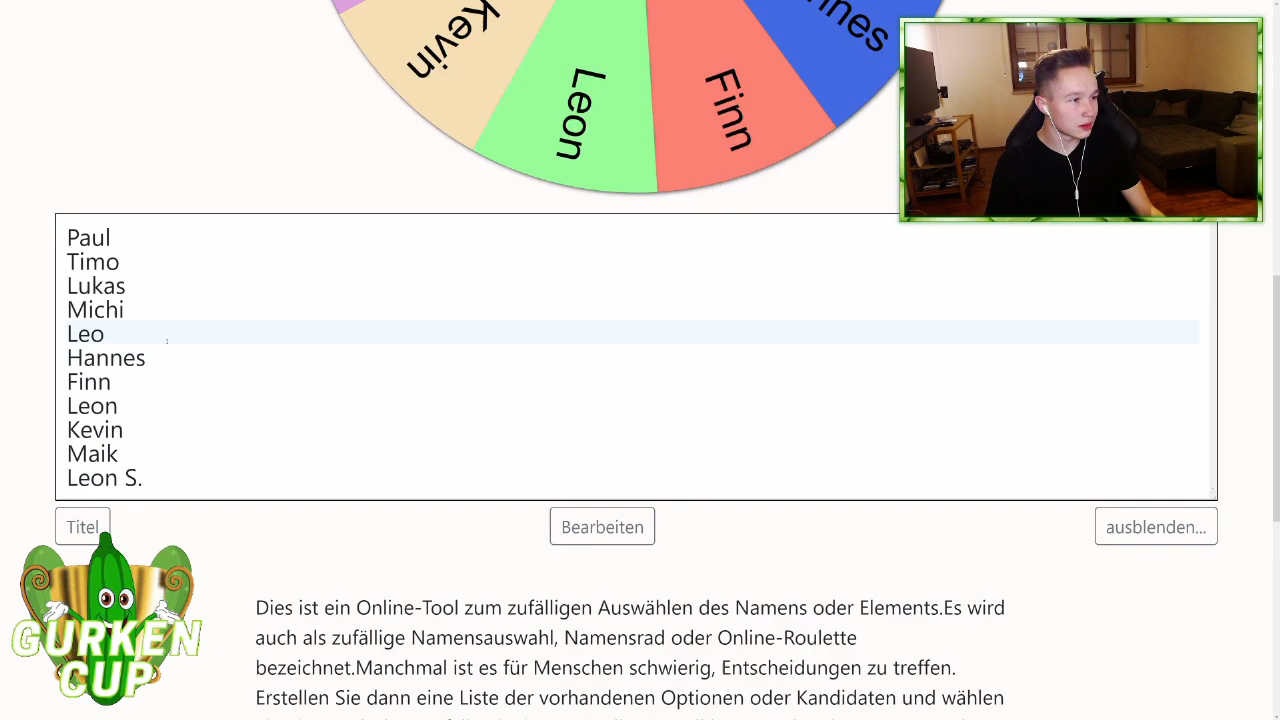 Kevin
Leon
Finn
Paul
Timo
Lukas
Michi
Leo
Hannes
Finn
Leon
Kevin
Maik
Leon S.
Titel
Bearbeiten
ausblenden...
GURKEN
CUP
Dies ist ein Online-Tool zum zufälligen Auswählen des Namens oder Elements.Es wird
auch als zufällige Namensauswahl, Namensrad oder Online-Roulette
bezeichnet.Manchmal ist es für Menschen schwierig, Entscheidungen zu treffen.
Erstellen Sie dann eine Liste der vorhandenen Optionen oder Kandidaten und wählen